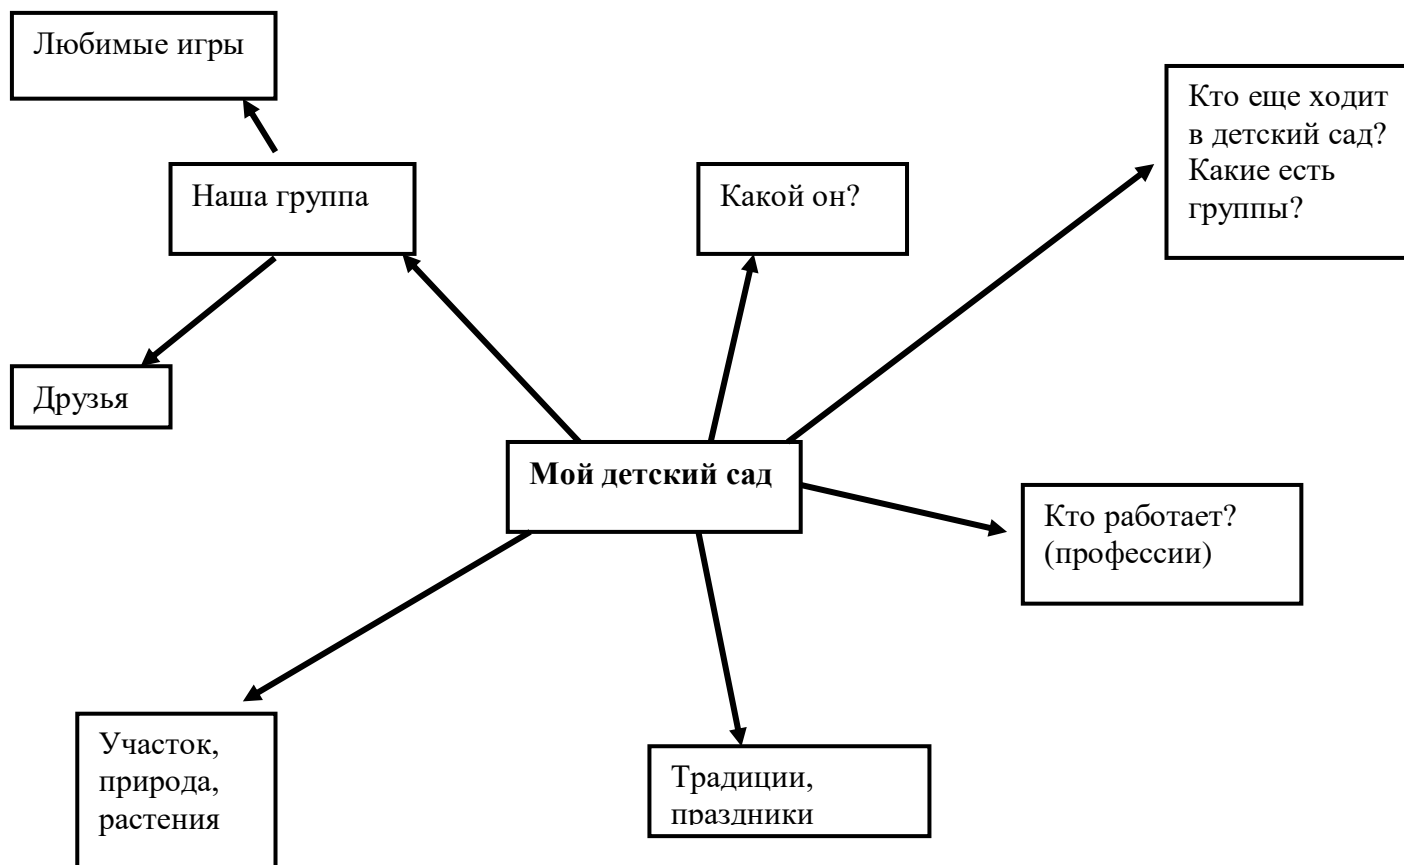 Любимые игры
Кто еще ходит
в детский сад?
Какие есть
группы?
Наша группа
Какой он?
Друзья
Мой детский сад
Кто работает?
(профессии)
Участок,
природа,
растения
Традиции,
праздники